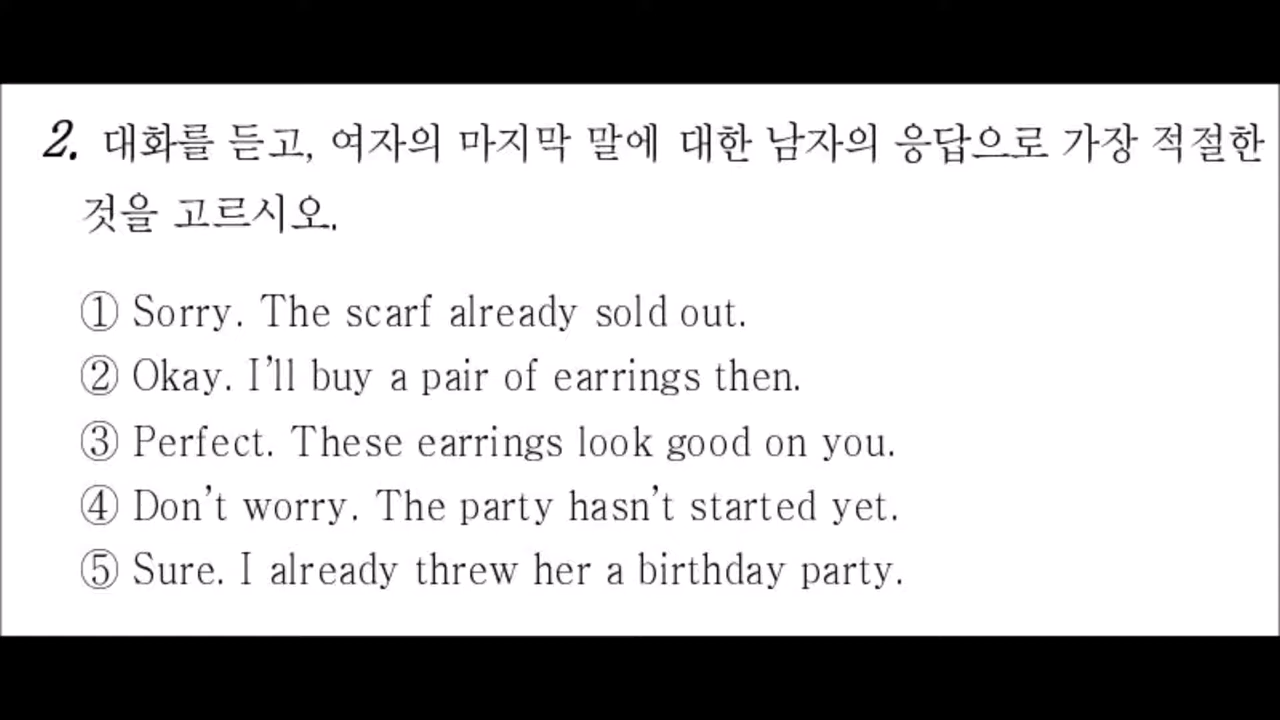 2. 대화를 듣고, 여자의 마지막 말에 대한 남자의 응답으로 가장 적절한
것을 고르시오.
① Sorry. The scarf already sold out.
② Okay. I'll buy a pair of earrings then.
③ Perfect. These earrings look good on you.
④ Don't worry. The party hasn't started yet.
⑤ Sure. I already threw her a birthday party.